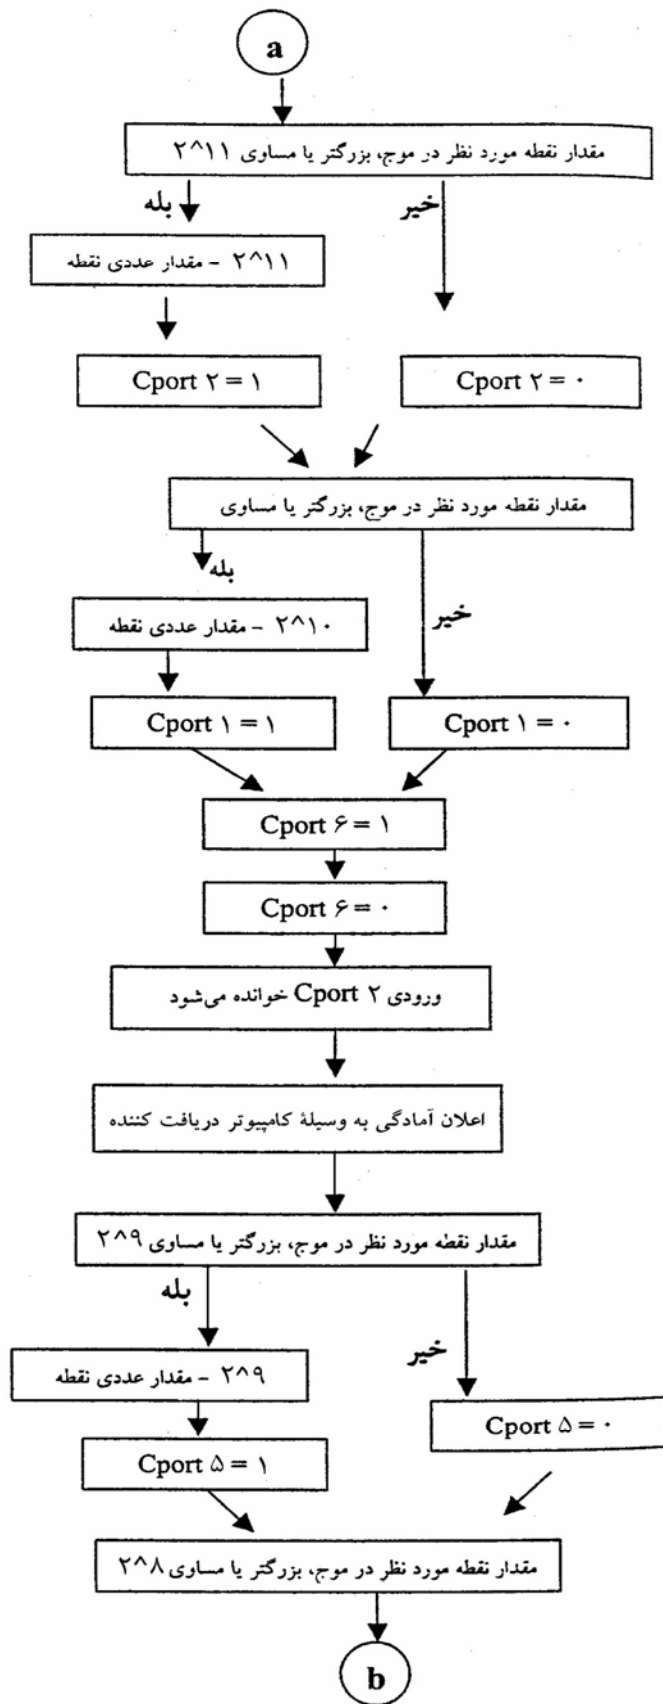 a
مقدار نقطه مورد نظر در موج، بزرگتر یا مساوی ۲^۱۱
بله
خیر
۲^۱۱ - مقدار عددی نقطه
Cport ۲ = ۱
Cport ۲ = ۰
مقدار نقطه مورد نظر در موج، بزرگتر یا مساوی
بله
خیر
۲^۱۰ - مقدار عددی نقطه
Cport ۱ = ۱
Cport ۱ = ۰
Cport ۶ = ۱
Cport ۶ = ۰
ورودی Cport ۲ خوانده می‌شود
اعلان آمادگی به وسیلهٔ کامپیوتر دریافت کننده
مقدار نقطه مورد نظر در موج، بزرگتر یا مساوی ۲^۹
بله
خیر
۲^۹ - مقدار عددی نقطه
Cport ۵ = ۰
Cport ۵ = ۱
مقدار نقطه مورد نظر در موج، بزرگتر یا مساوی ۲^۸
b